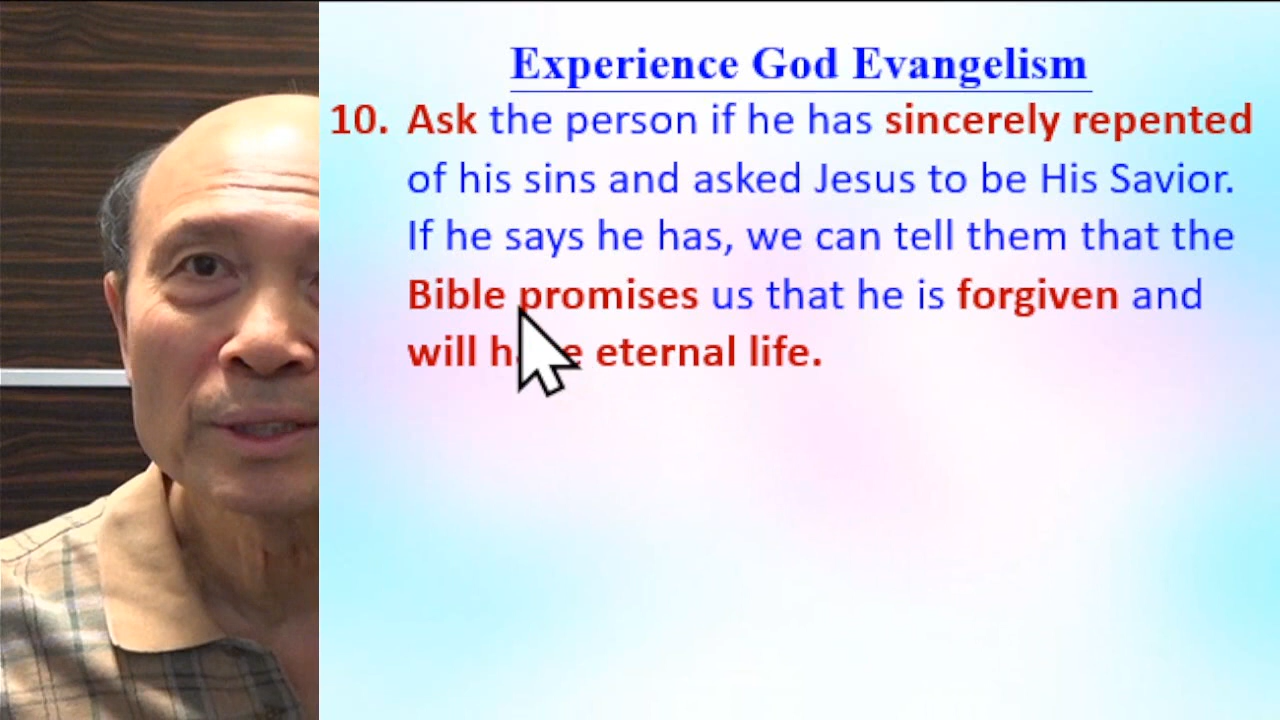 Experience God Evangelism
10. Ask the person if he has sincerely repented
of his sins and asked Jesus to be His Savior.
If he says he has, we can tell them that the
Bible promises us that he is forgiven and
will have eternal life.